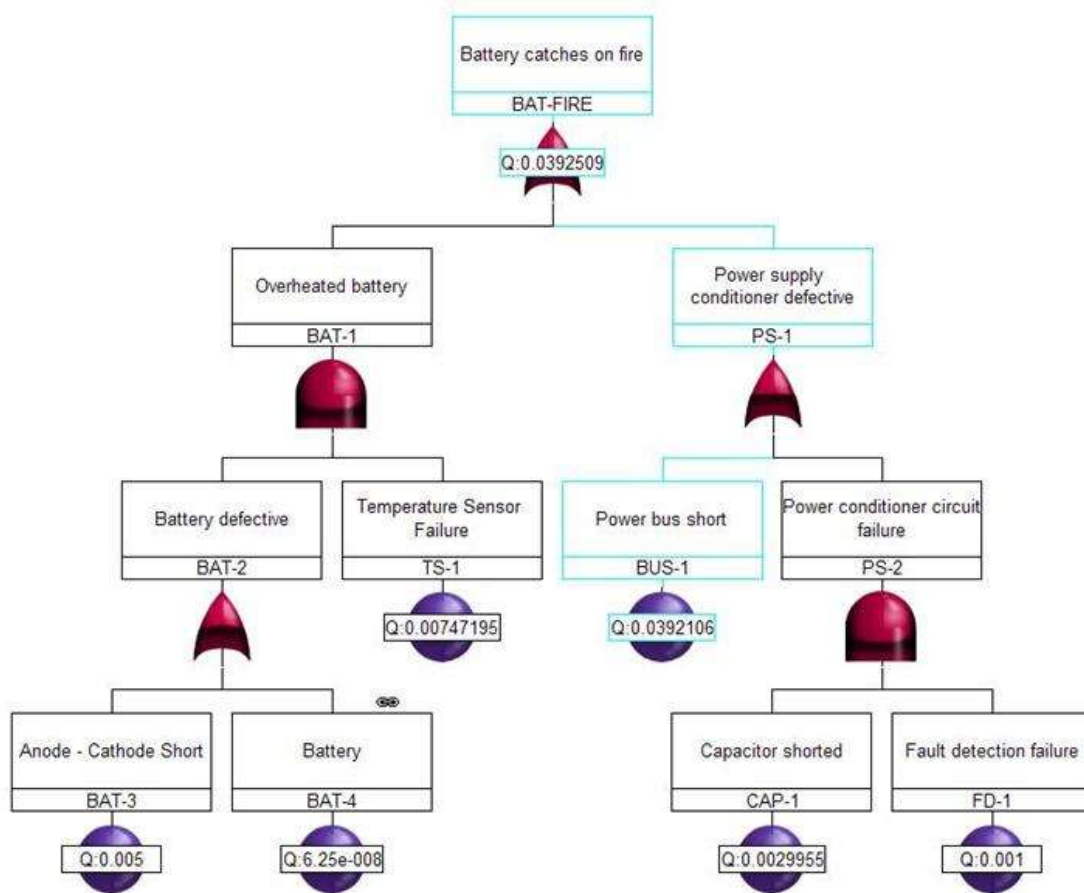 Battery catches on fire
BAT-FIRE
Q:0.0392509
Overheated battery
BAT-1
Power supply
conditioner defective
PS-1
Battery defective
BAT-2
Temperature Sensor
Failure
TS-1
Q:0.00747195
Power bus short
BUS-1
Q:0.0392106
Power conditioner circuit
failure
PS-2
Anode - Cathode Short
BAT-3
Q:0.005
Battery
BAT-4
Q:6.25e-008
Capacitor shorted
CAP-1
Q:0.0029955
Fault detection failure
FD-1
Q:0.001